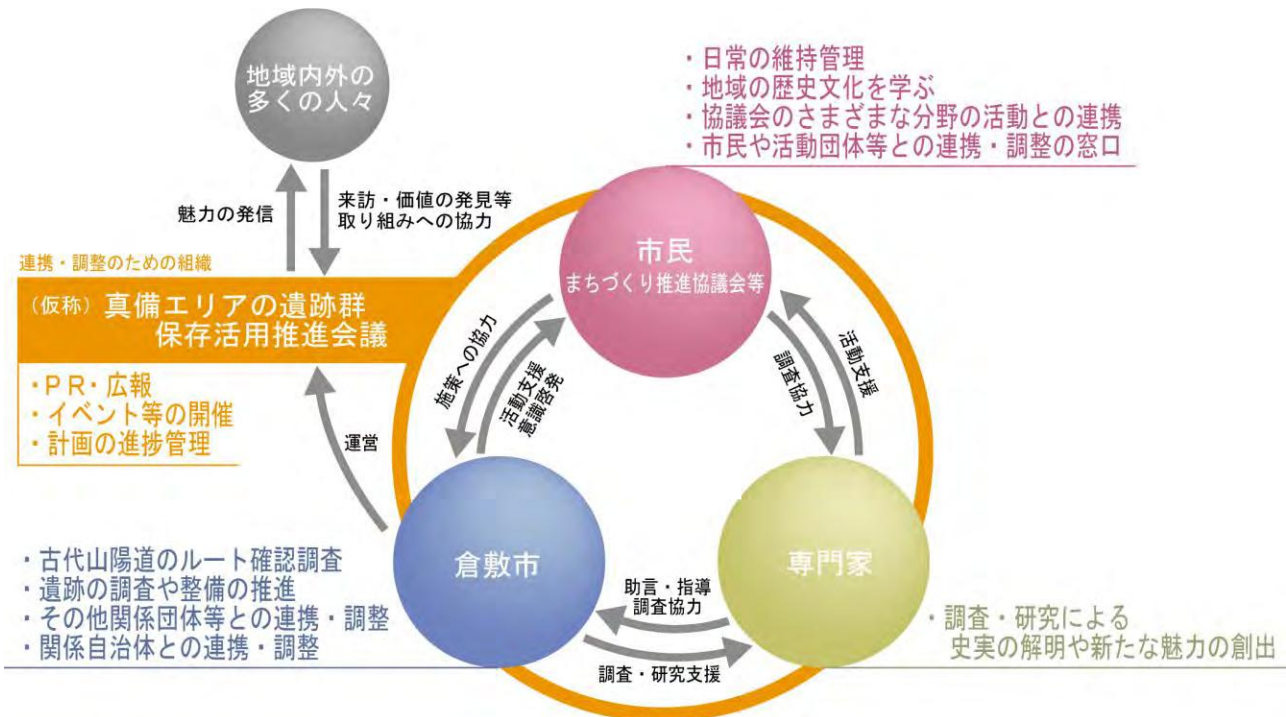 地域内外の
多くの人々
・日常の維持管理
・地域の歴史文化を学ぶ
・協議会のさまざまな分野の活動との連携
・市民や活動団体等との連携・調整の窓口
魅力の発信
来訪・価値の発見等
取り組みへの協力
連携・調整のための組織
（仮称）真備エリアの遺跡群
保存活用推進会議
・ＰＲ・広報
・イベント等の開催
・計画の進捗管理
市民
まちづくり推進協議会等
施策への協力
活動支援
意識啓発
調査協力
活動支援
運営
倉敷市
専門家
・古代山陽道のルート確認調査
・遺跡の調査や整備の推進
・その他関係団体等との連携・調整
・関係自治体との連携・調整
助言・指導
調査協力
調査・研究支援
・調査・研究による
史実の解明や新たな魅力の創出